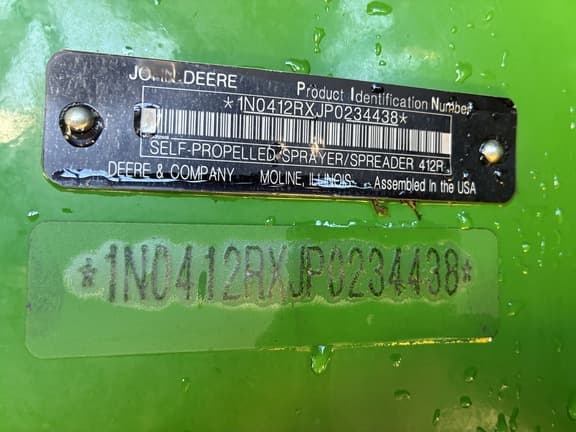 JOHN DEERE Product Identification Number
*1N0412RXJP0234438*
SELF-PROPELLED/SPRAYER/SPREADER 412R
DEERE & COMPANY MOLINE, ILLINOIS Assembled in the USA
*1N0412RXJP0234438*